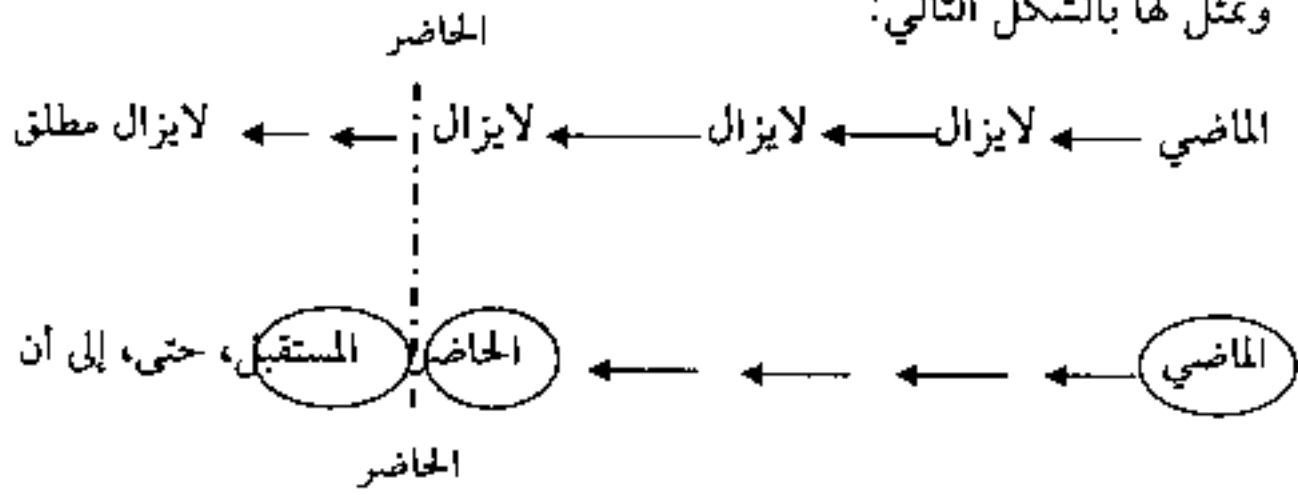 ونمثل لها بالشكل التالي:
الحاضر
الماضي لايزال لايزال لايزال لايزال مطلق
الماضي الحاضر المستقبل، حتى، إلى أن
الحاضر